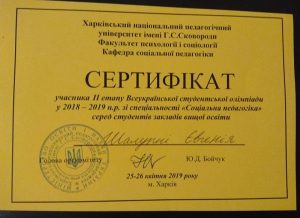 Харківський національний педагогічний
університет імені Г.С.Сковороди
Факультет психології і соціології
Кафедра соціальної педагогіки
СЕРТИФІКАТ
учасника ІІ етапу Всеукраїнської студентської олімпіади
у 2018 – 2019 н.р. зі спеціальності «Соціальна педагогіка»
серед студентів закладів вищої освіти
Євгенія
Голова оргкомітету Ю.Д. Бойчук
25-26 квітня 2019 року
м. Харків